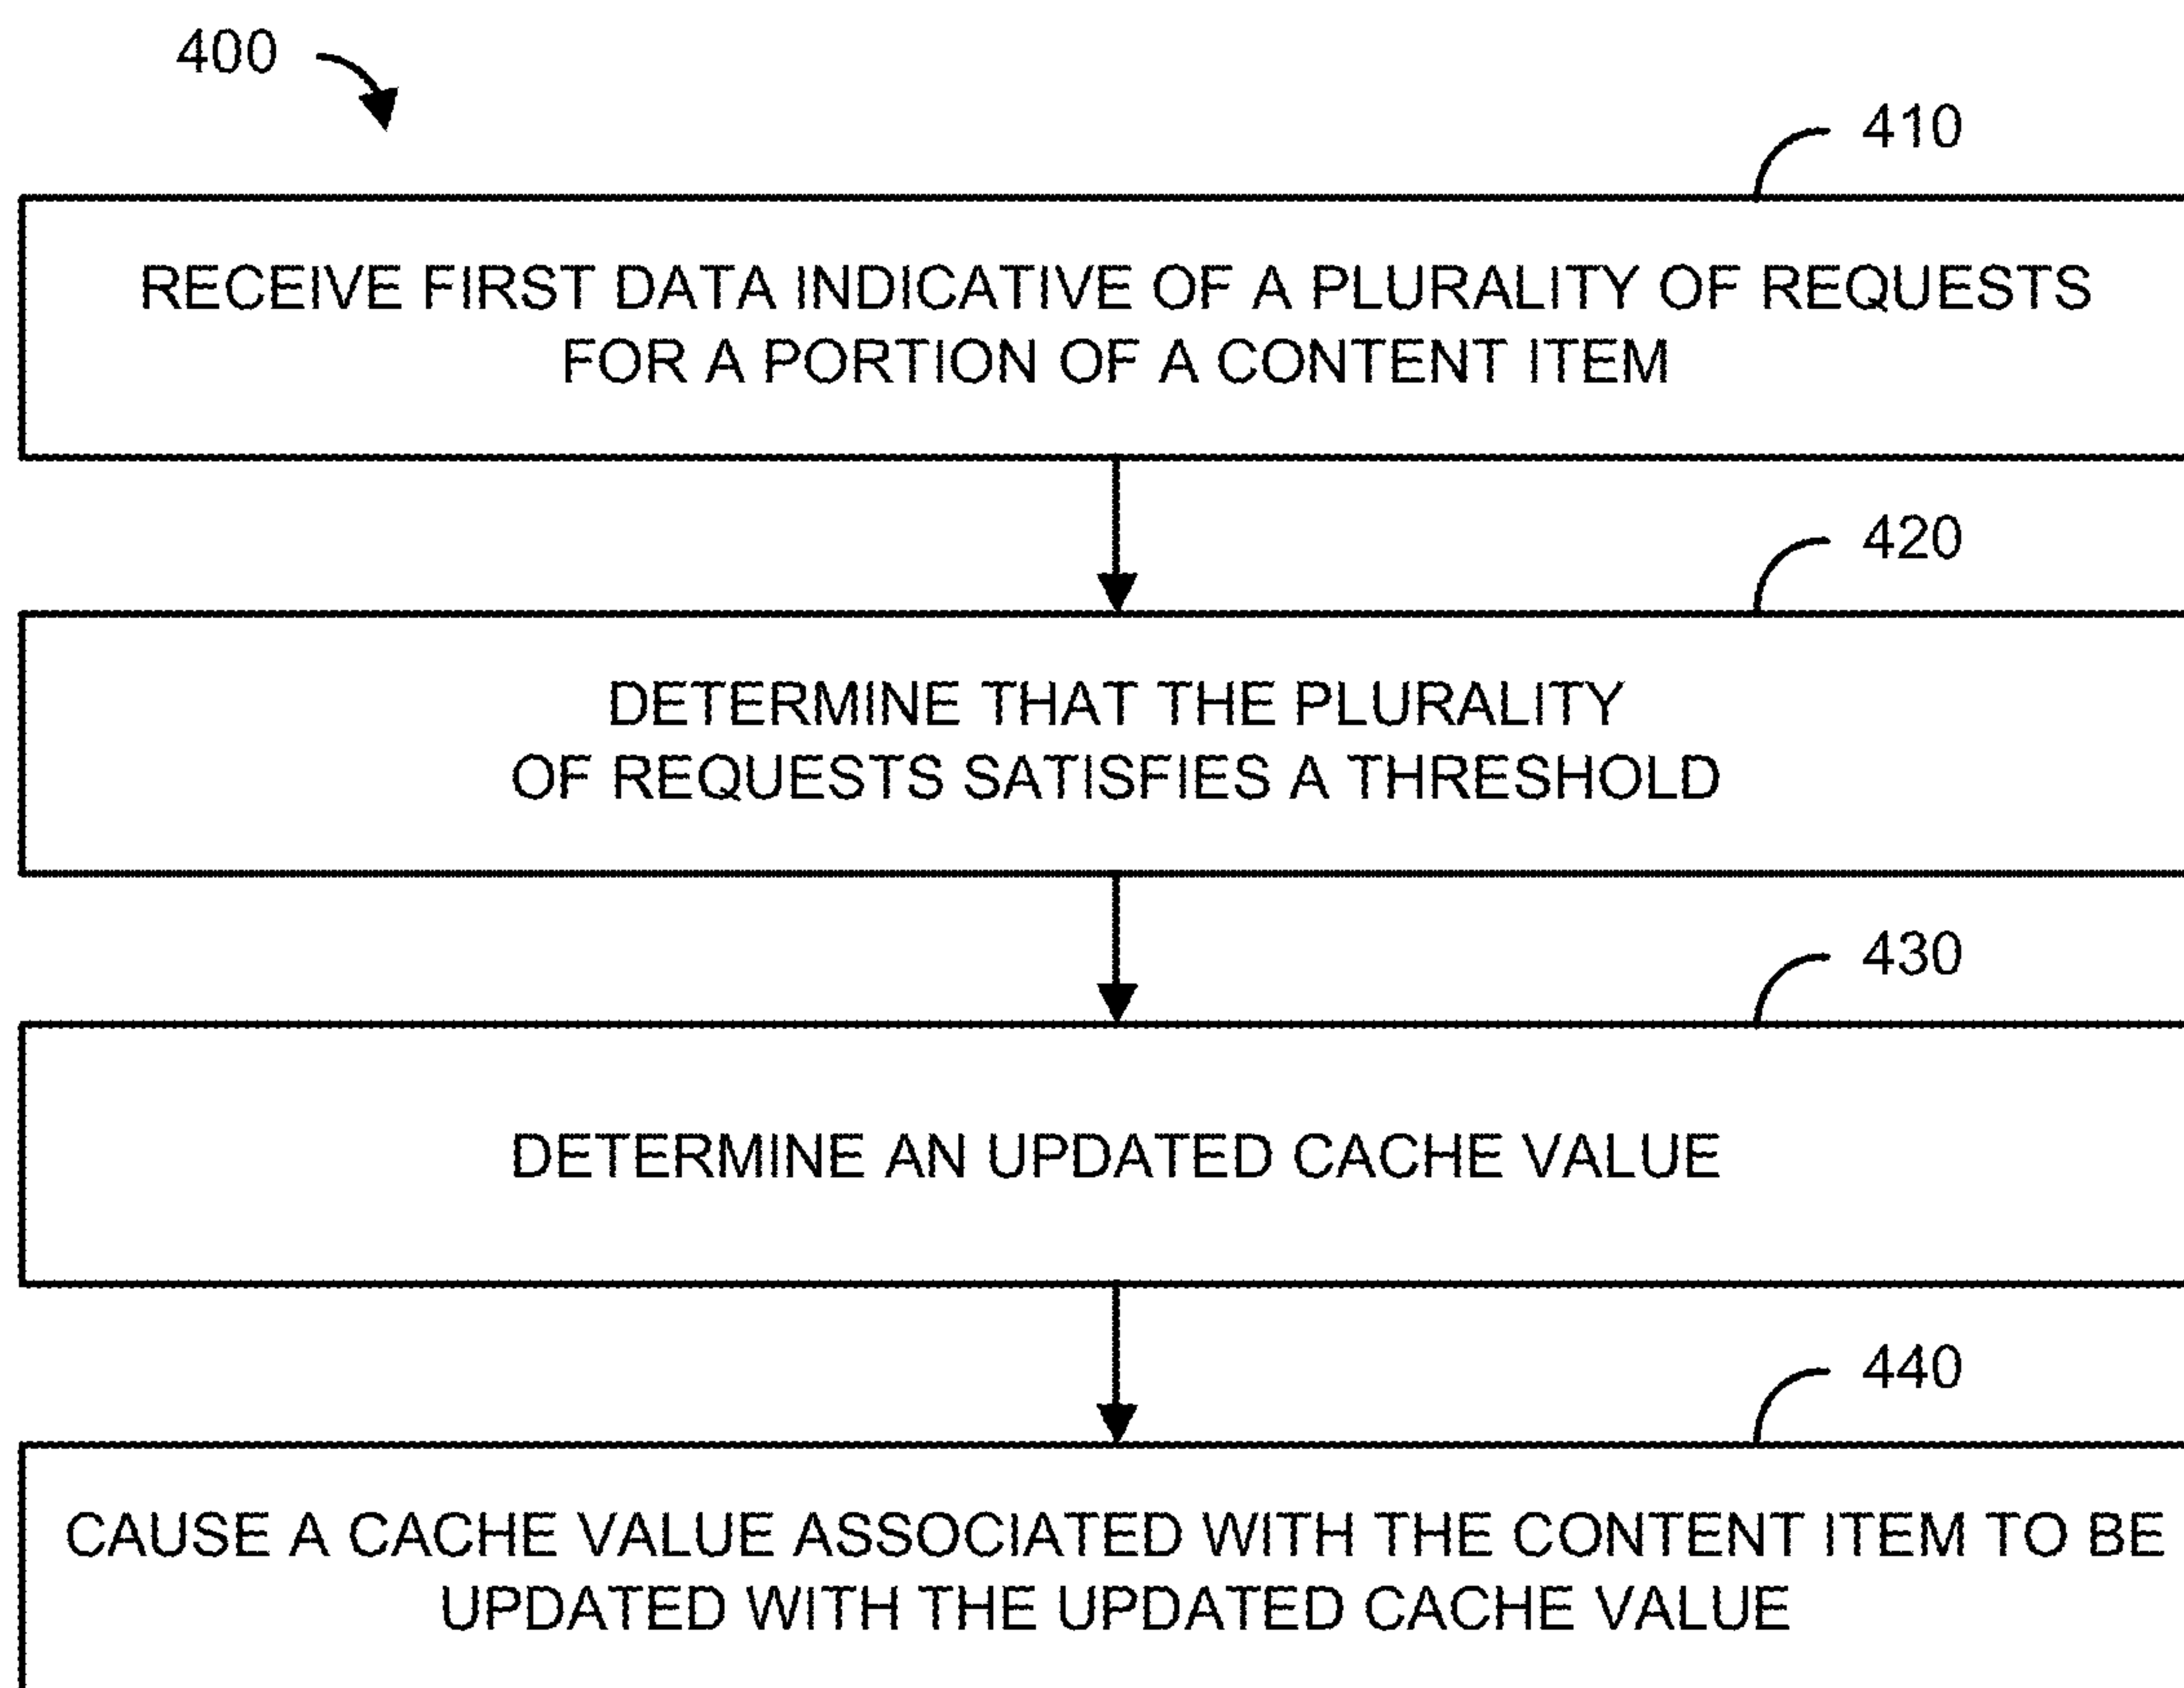 400
410
RECEIVE FIRST DATA INDICATIVE OF A PLURALITY OF REQUESTS
FOR A PORTION OF A CONTENT ITEM
420
DETERMINE THAT THE PLURALITY
OF REQUESTS SATISFIES A THRESHOLD
430
DETERMINE AN UPDATED CACHE VALUE
440
CAUSE A CACHE VALUE ASSOCIATED WITH THE CONTENT ITEM TO BE
UPDATED WITH THE UPDATED CACHE VALUE